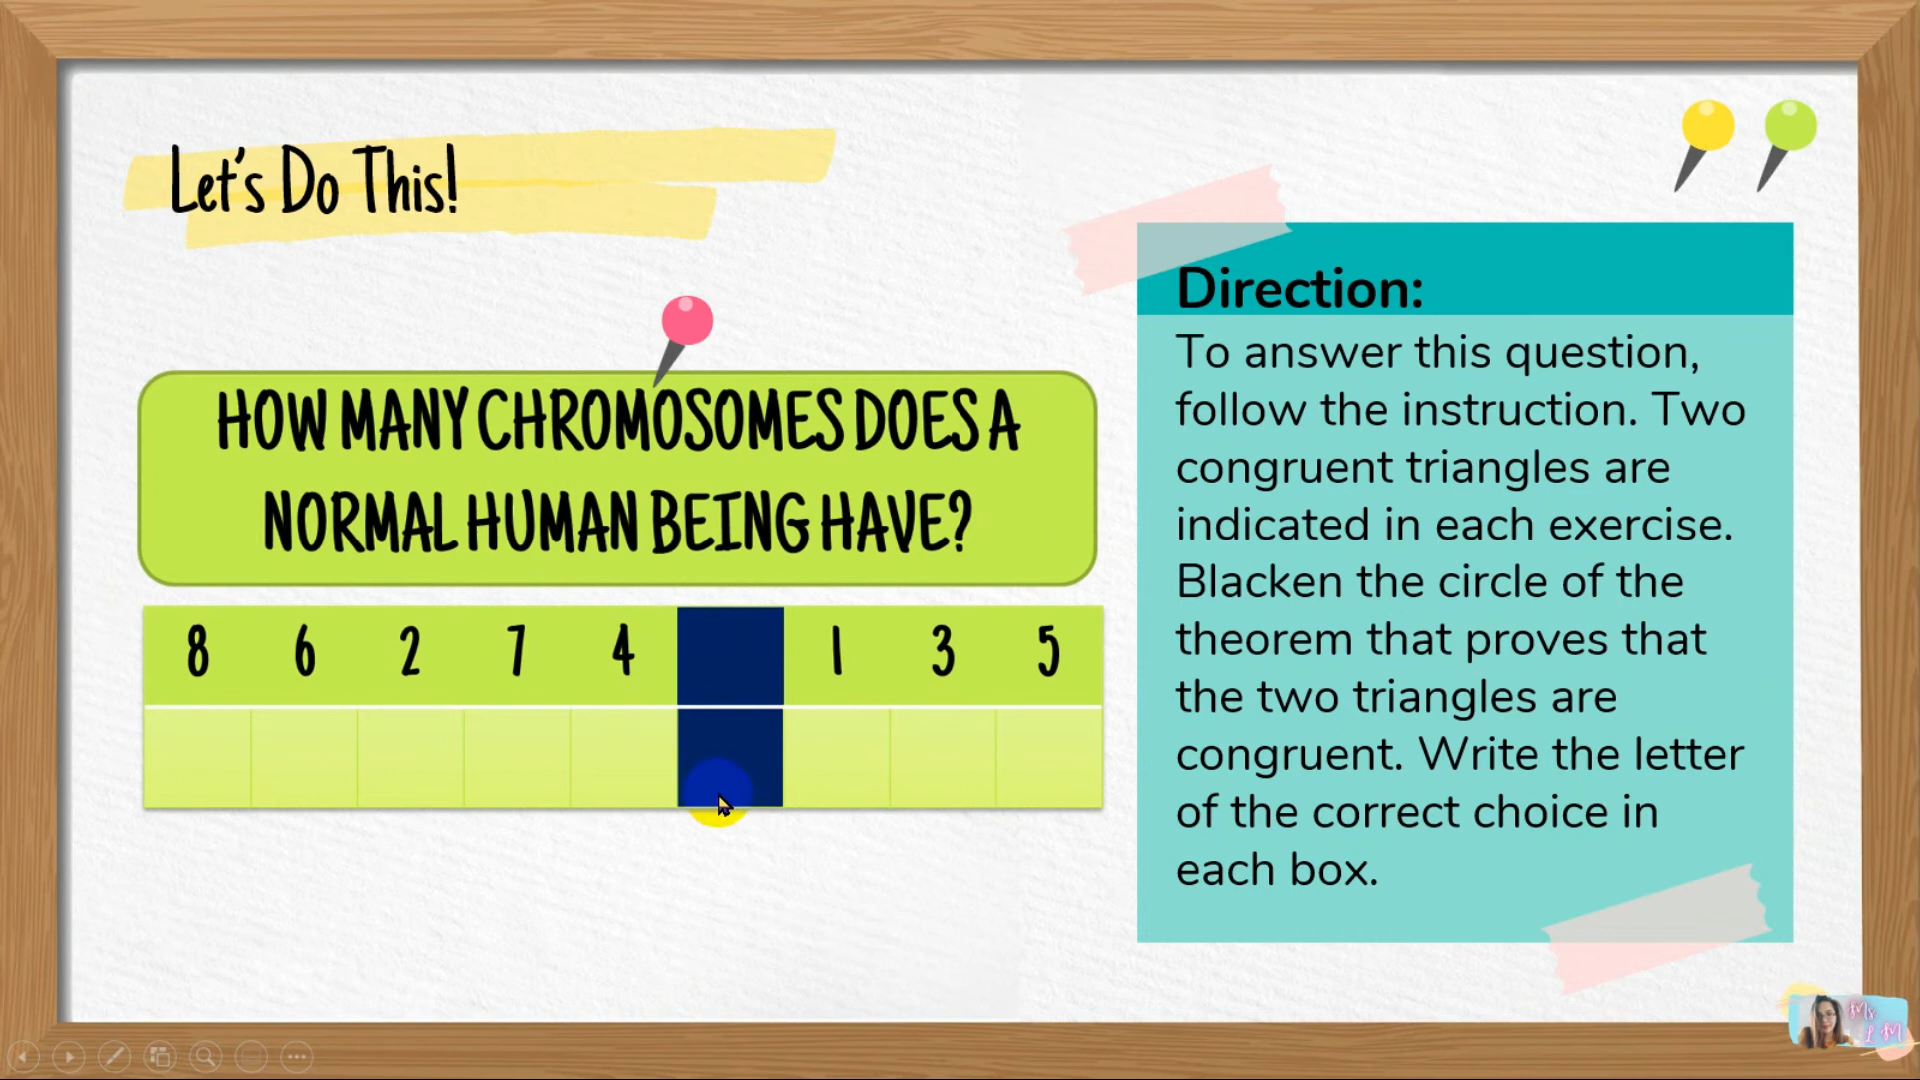 Let's Do This!
HOW MANY CHROMOSOMES DOES A
NORMAL HUMAN BEING HAVE?
8 6 2 7 4 1 3 5
Direction:
To answer this question,
follow the instruction. Two
congruent triangles are
indicated in each exercise.
Blacken the circle of the
theorem that proves that
the two triangles are
congruent. Write the letter
of the correct choice in
each box.
Ms
LM